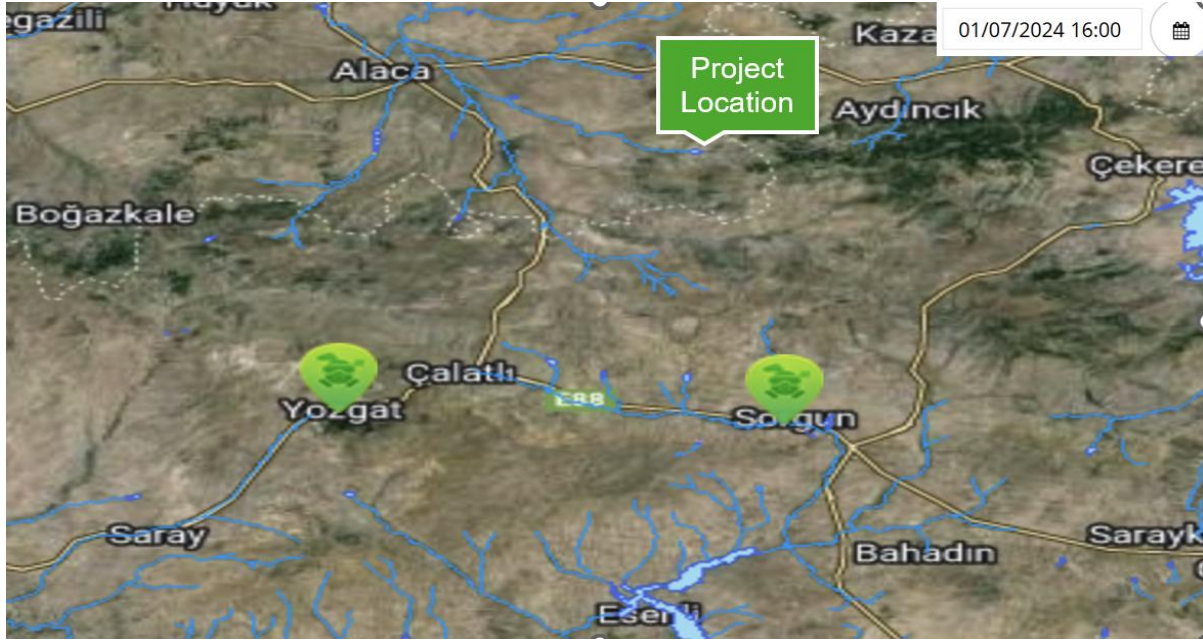 egazili
Kaza
01/07/2024 16:00
Alaca
Project
Location
Aydıncık
Çekere
Boğazkale
Çalatlı
E88
Yozgat
Sorgun
Saray
Sarayk
Bahadın